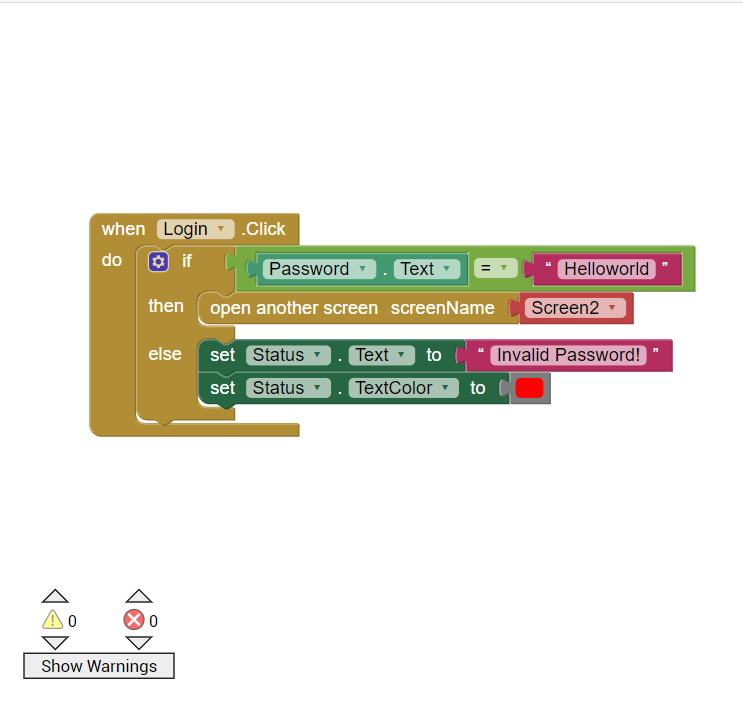 when Login .Click
do if Password . Text = “ Helloworld ”
then open another screen screenName Screen2
else set Status . Text to “ Invalid Password! ”
set Status . TextColor to
0 0
Show Warnings